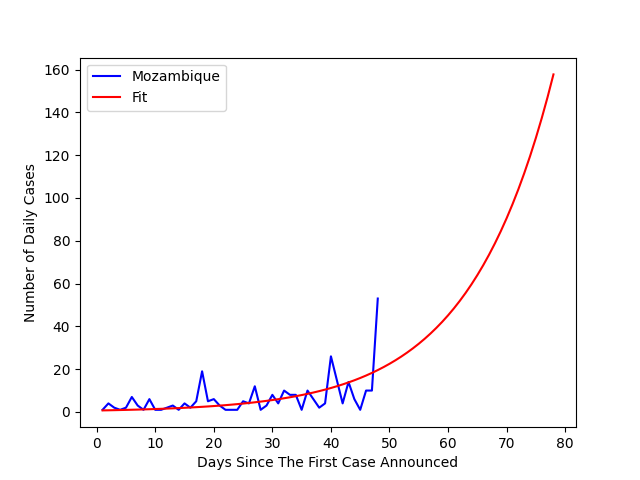 Mozambique
Fit
160
140
120
100
80
60
40
20
0
Number of Daily Cases
0 10 20 30 40 50 60 70 80
Days Since The First Case Announced